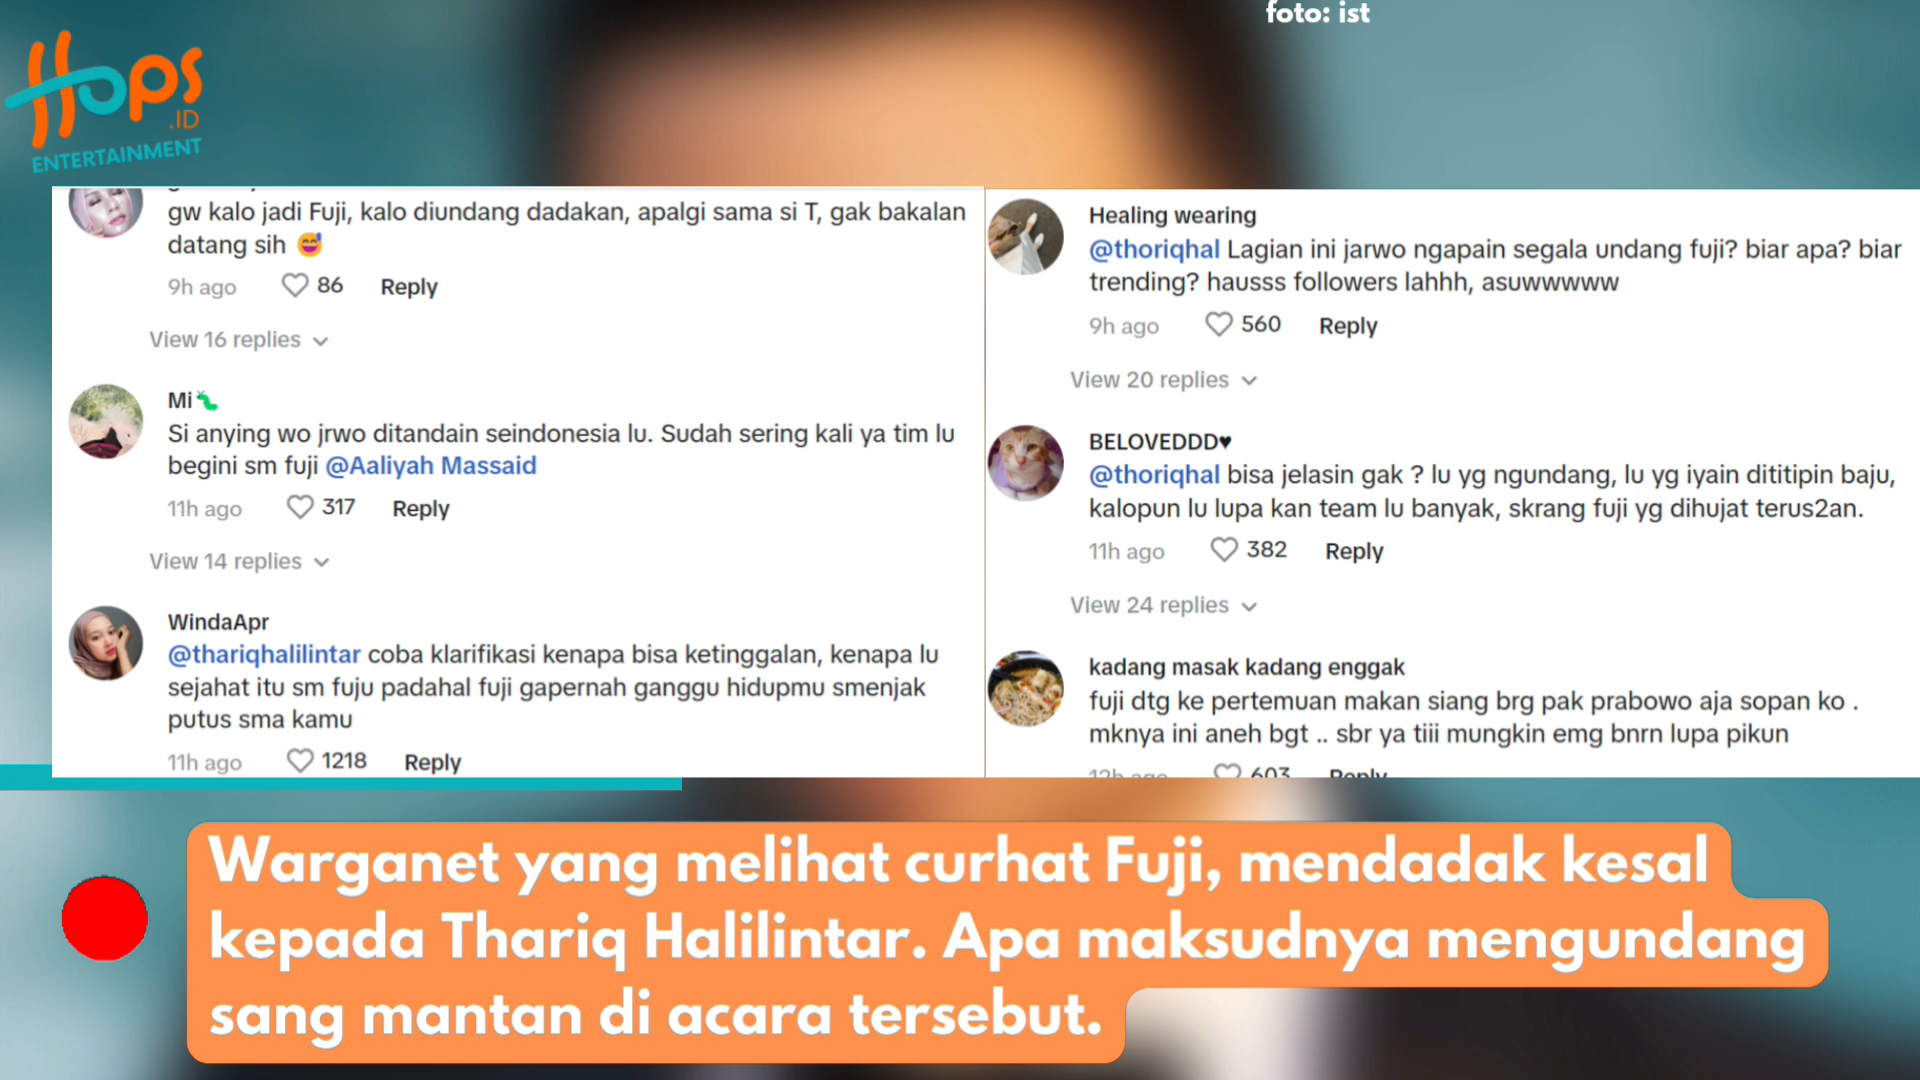 foto: ist
Hops
.ID
ENTERTAINMENT
gw kalo jadi Fuji, kalo diundang dadakan, apalgi sama si T, gak bakalan
datang sih 😅
9h ago 86 Reply
View 16 replies
Mi🐛
Si anying wo jrwo ditandain seindonesia lu. Sudah sering kali ya tim lu
begini sm fuji @Aaliyah Massaid
11h ago 317 Reply
View 14 replies
WindaApr
@thariqhalilintar coba klarifikasi kenapa bisa ketinggalan, kenapa lu
sejahat itu sm fuju padahal fuji gapernah ganggu hidupmu smenjak
putus sma kamu
11h ago 1218 Reply
Healing wearing
@thoriqhal Lagian ini jarwo ngapain segala undang fuji? biar apa? biar
trending? hausss followers lahhh, asuwwwww
9h ago 560 Reply
View 20 replies
BELOVEDDD♥
@thoriqhal bisa jelasin gak ? lu yg ngundang, lu yg iyain dititipin baju,
kalopun lu lupa kan team lu banyak, skrang fuji yg dihujat terus2an.
11h ago 382 Reply
View 24 replies
kadang masak kadang enggak
fuji dtg ke pertemuan makan siang brg pak prabowo aja sopan ko .
mknya ini aneh bgt .. sbr ya tiii mungkin emg bnrn lupa pikun
12h ago 603 Reply
Warganet yang melihat curhat Fuji, mendadak kesal
kepada Thariq Halilintar. Apa maksudnya mengundang
sang mantan di acara tersebut.